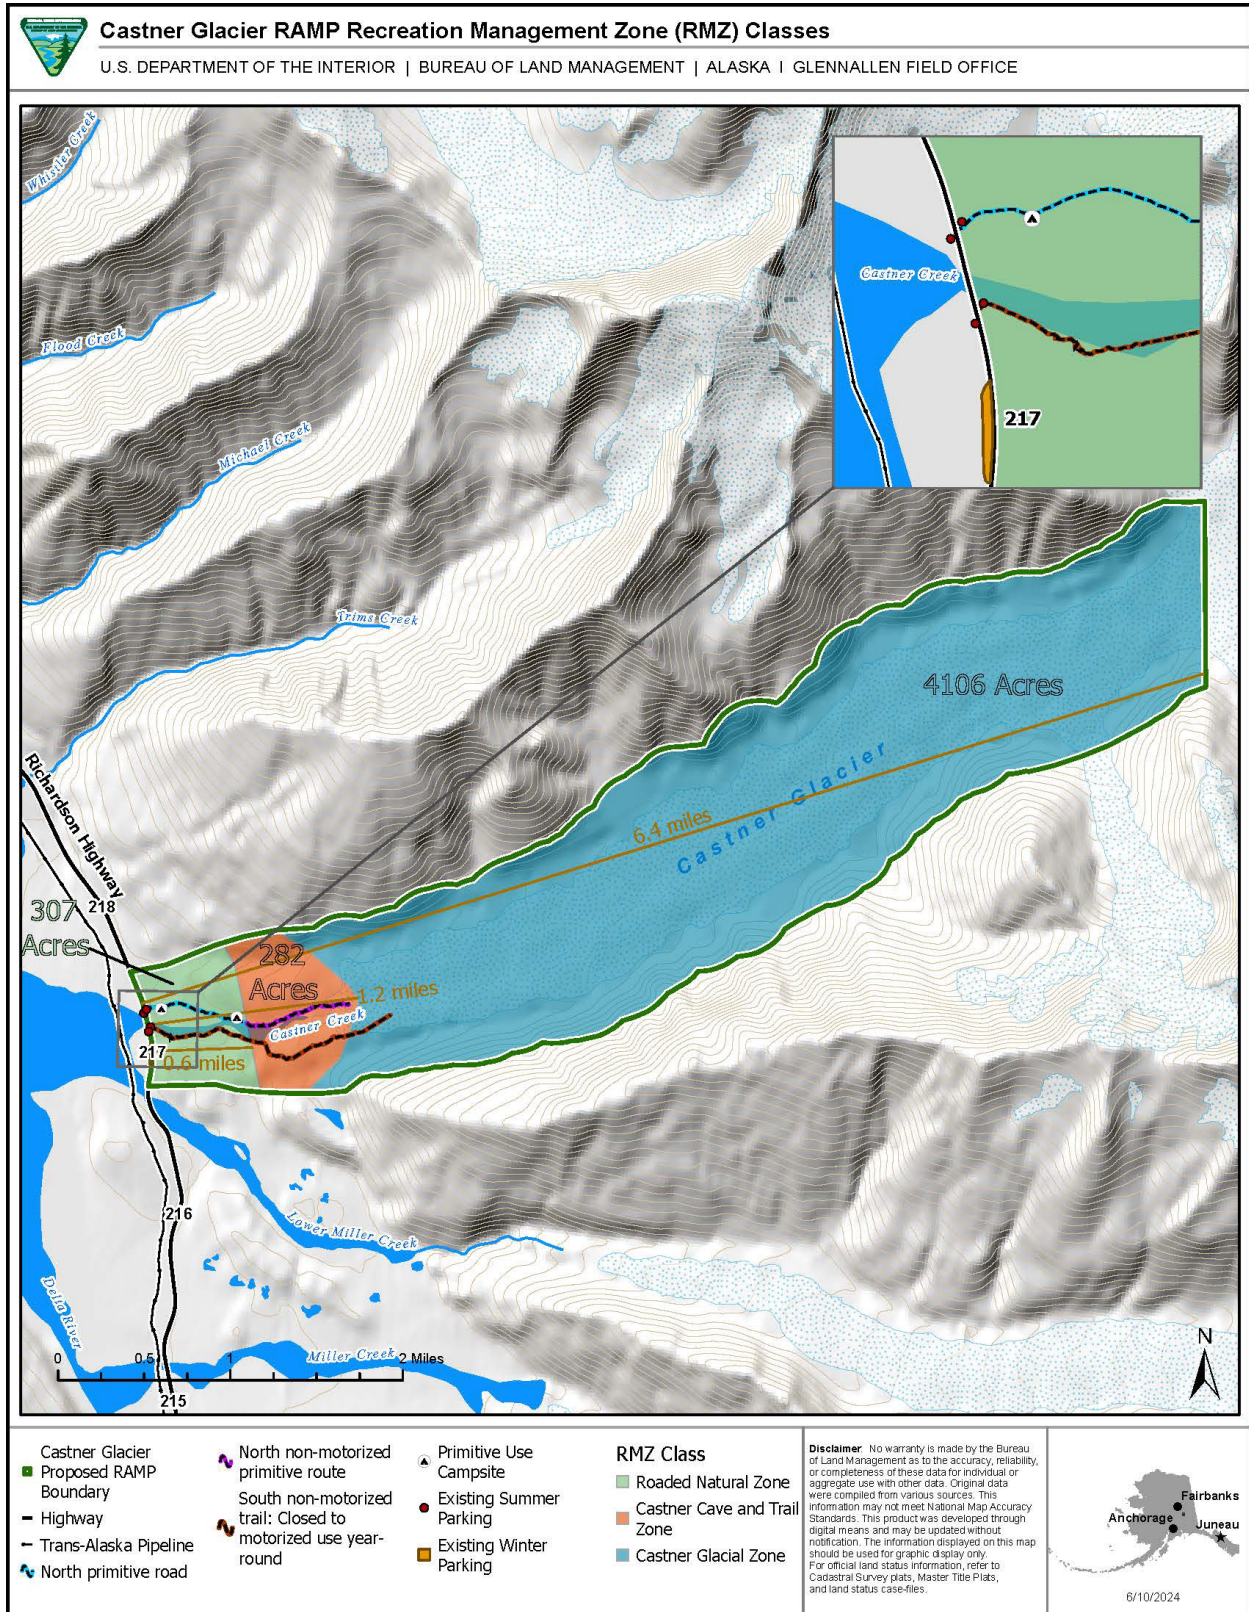 Castner Glacier RAMP Recreation Management Zone (RMZ) Classes
U.S. DEPARTMENT OF THE INTERIOR | BUREAU OF LAND MANAGEMENT | ALASKA I GLENNALLEN FIELD OFFICE
Whistler Creek
Flood Creek
Michael Creek
Trims Creek
Castner Creek
217
4106 Acres
Castner Glacier
6.4 miles
Richardson Highway
218
307
Acres
282
Acres
1.2 miles
Castner Creek
217
0.6 miles
216
Lower Miller Creek
Delta River
Miller Creek
0 0.5 1 2 Miles
215
N
Castner Glacier
Proposed RAMP
Boundary
Highway
Trans-Alaska Pipeline
North primitive road
North non-motorized
primitive route
South non-motorized
trail: Closed to
motorized use year-
round
Primitive Use
Campsite
Existing Summer
Parking
Existing Winter
Parking
RMZ Class
Roaded Natural Zone
Castner Cave and Trail
Zone
Castner Glacial Zone
Disclaimer: No warranty is made by the Bureau
of Land Management as to the accuracy, reliability,
or completeness of these data for individual or
aggregate use with other data. Original data
were compiled from various sources. This
information may not meet National Map Accuracy
Standards. This product was developed through
digital means and may be updated without
notification. The information displayed on this map
should be used for graphic display only.
For official land status information, refer to
Cadastral Survey plats, Master Title Plats,
and land status case-files.
Fairbanks
Anchorage
Juneau
6/10/2024